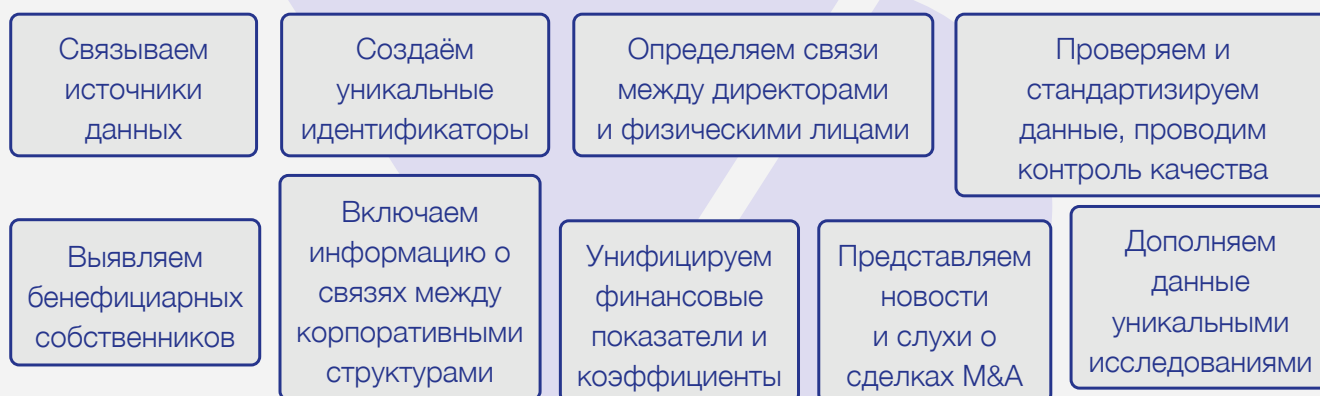 Связываем
источники
данных
Создаём
уникальные
идентификаторы
Определяем связи
между директорами
и физическими лицами
Проверяем и
стандартизируем
данные, проводим
контроль качества
Выявляем
бенефициарных
собственников
Включаем
информацию о
связях между
корпоративными
структурами
Унифицируем
финансовые
показатели и
коэффициенты
Представляем
новости
и слухи о
сделках M&A
Дополняем
данные
уникальными
исследованиями